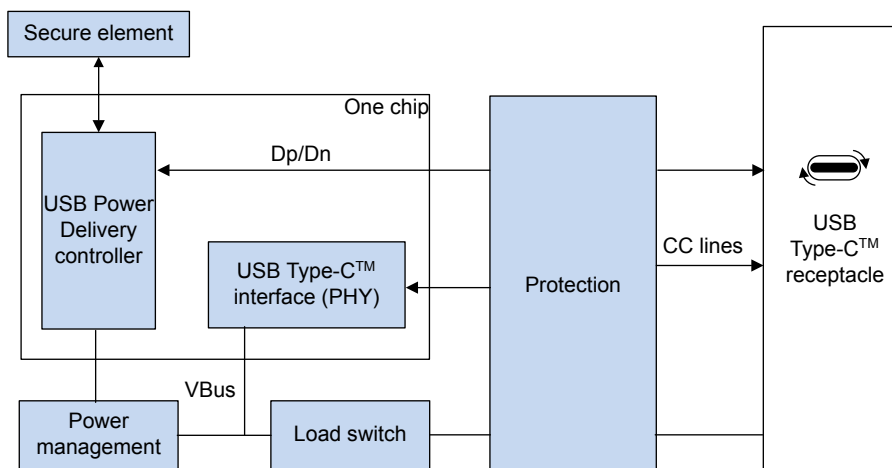 Secure element
One chip
Dp/Dn
USB Power
Delivery
controller
USB Type-C™
interface (PHY)
Protection
CC lines
USB
Type-C™
receptacle
VBus
Power
management
Load switch